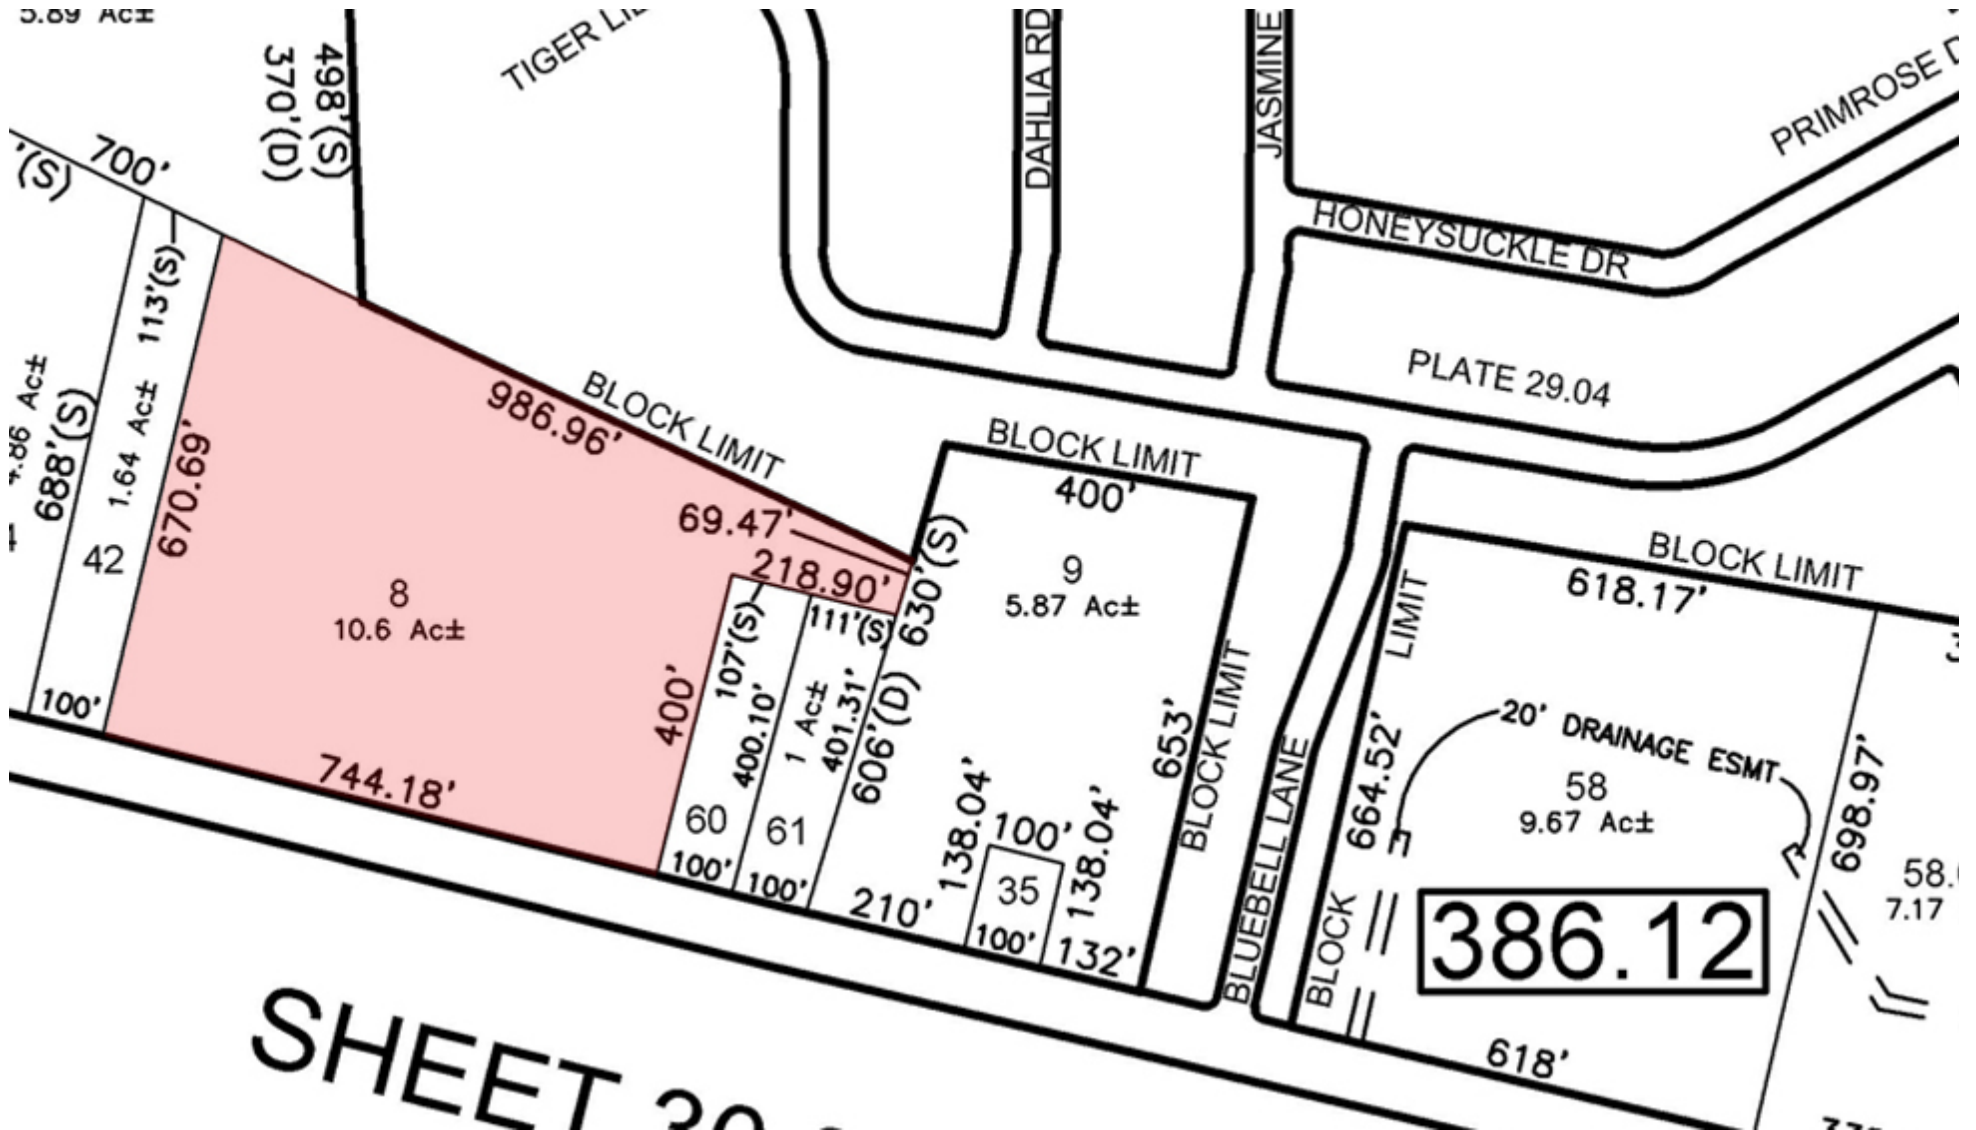 5.89 Ac±
498'(S)
370'(D)
TIGER
DAHLIA RD
JASMINE
PRIMROSE
HONEYSUCKLE DR
PLATE 29.04
'(S)
700'
113'(S)
1.64 Ac±
42
688'(S)
670.69'
100'
986.96'
BLOCK LIMIT
69.47'
218.90'
8
10.6 Ac±
744.18'
400'
107'(S)
400.10'
60
100'
111'(S)
1 Ac±
401.31'
61
100'
630'(S)
606'(D)
BLOCK LIMIT
400'
9
5.87 Ac±
653'
BLOCK LIMIT
138.04'
100'
138.04'
35
100'
210'
132'
BLUEBELL LANE
BLOCK LIMIT
664.52'
BLOCK LIMIT
618.17'
20' DRAINAGE ESMT
58
9.67 Ac±
698.97'
386.12
618'
58.
7.17
SHEET